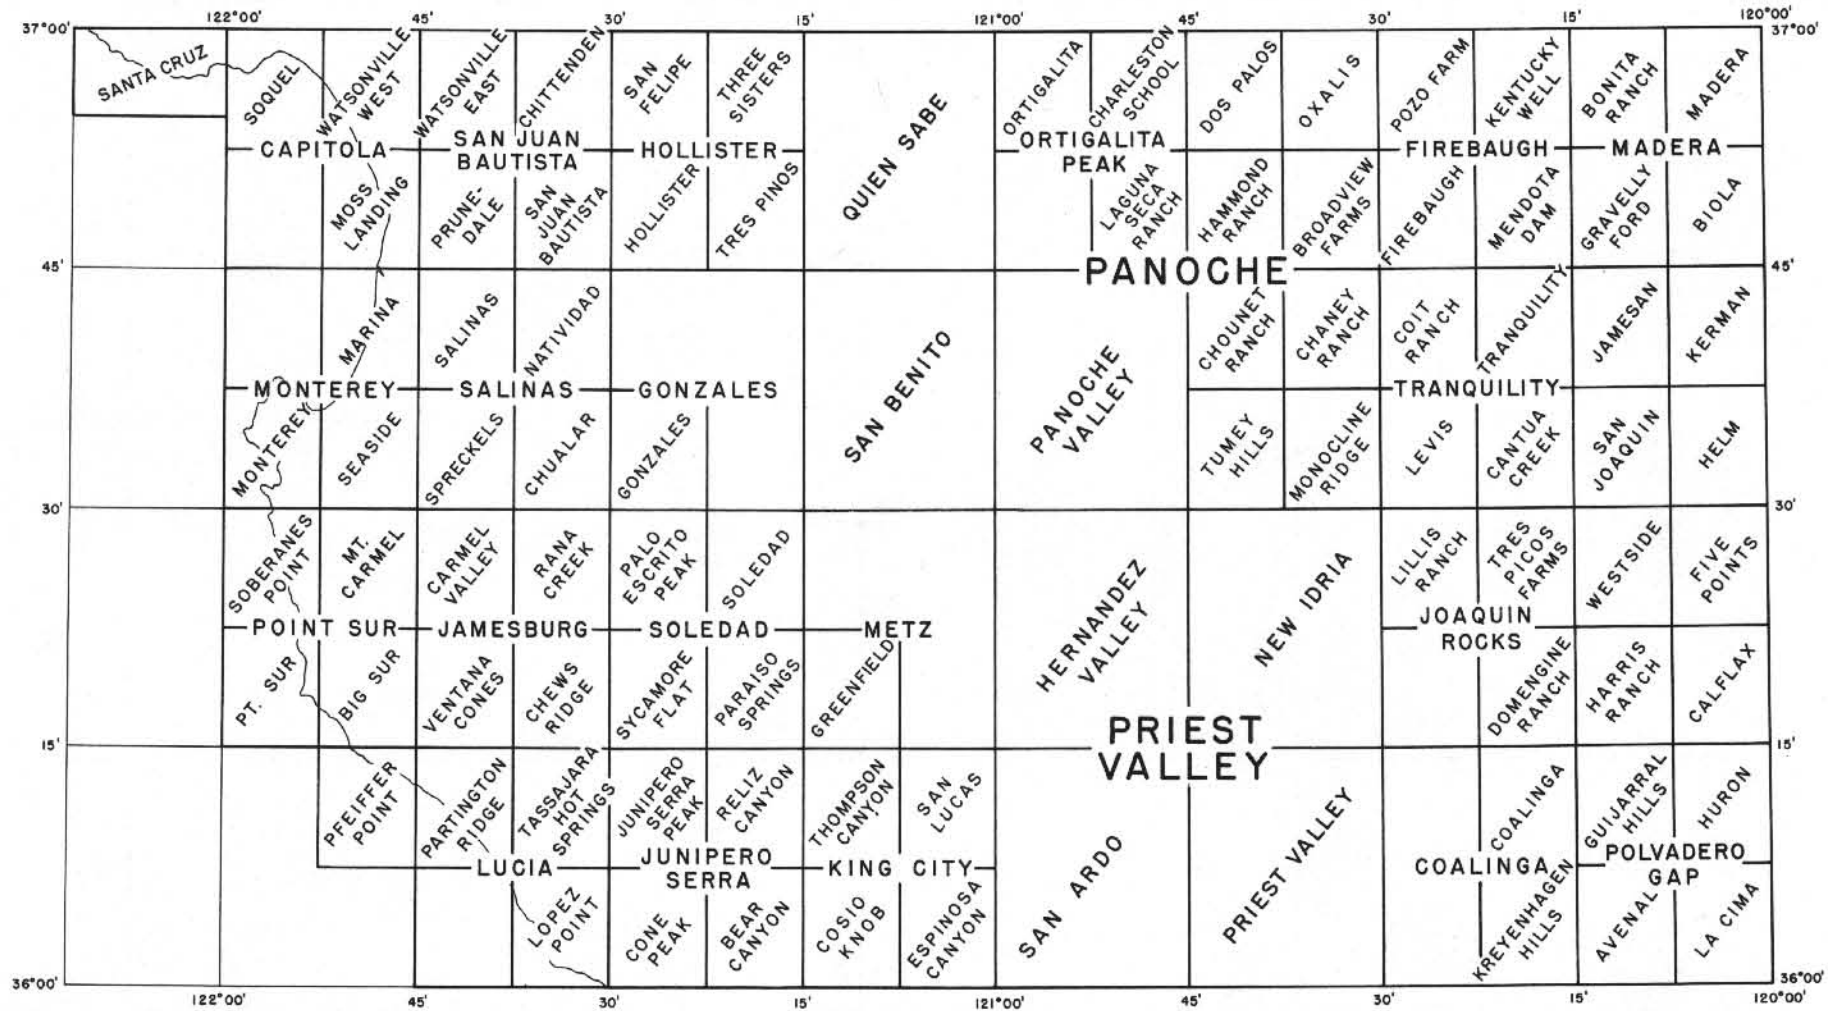 122°00' 45' 30' 15' 121°00' 45' 30' 15' 120°00'
37°00' 37°00'
SANTA CRUZ
SOQUEL
WATSONVILLE
WEST
WATSONVILLE
EAST
CHITTENDEN
SAN
FELIPE
THREE
SISTERS
QUIEN SABE
ORTIGALITA
CHARLESTON
SCHOOL
DOS PALOS
OXALIS
POZO FARM
KENTUCKY
WELL
BONITA
RANCH
MADERA
CAPITOLA
SAN JUAN
BAUTISTA
HOLLISTER
ORTIGALITA
PEAK
FIREBAUGH
MADERA
MOSS
LANDING
PRUNE-
DALE
SAN
JUAN
BAUTISTA
HOLLISTER
TRES PINOS
LAGUNA
SECA
RANCH
HAMMOND
RANCH
BROADVIEW
FARMS
FIREBAUGH
MENDOTA
DAM
GRAVELLY
FORD
BIOLA
45' 45'
PANOCHE
MARINA
SALINAS
NATIVIDAD
SAN BENITO
PANOCHE
VALLEY
CHOUNET
RANCH
CHANEY
RANCH
COIT
RANCH
TRANQUILITY
JAMESAN
KERMAN
MONTEREY
SALINAS
GONZALES
TRANQUILITY
MONTEREY
SEASIDE
SPRECKELS
CHUALAR
GONZALES
TUMEY
HILLS
MONOCLINE
RIDGE
LEVIS
CANTUA
CREEK
SAN
JOAQUIN
HELM
30' 30'
SOBERANES
POINT
MT.
CARMEL
CARMEL
VALLEY
RANA
CREEK
PALO
ESCRITO
PEAK
SOLEDAD
HERNANDEZ
VALLEY
NEW IDRIA
LILLIS
RANCH
TRES
PICOS
FARMS
WESTSIDE
FIVE
POINTS
POINT SUR
JAMESBURG
SOLEDAD
METZ
JOAQUIN
ROCKS
PT. SUR
BIG SUR
VENTANA
CONES
CHEWS
RIDGE
SYCAMORE
FLAT
PARAISO
SPRINGS
GREENFIELD
DOMENGINE
RANCH
HARRIS
RANCH
CALFLAX
15' 15'
PRIEST
VALLEY
PFEIFFER
POINT
PARTINGTON
RIDGE
TASSAJARA
HOT
SPRINGS
JUNIPERO
SERRA
PEAK
RELIZ
CANYON
THOMPSON
CANYON
SAN
LUCAS
SAN ARDO
PRIEST VALLEY
COALINGA
GUIJARRAL
HILLS
HURON
LUCIA
JUNIPERO
SERRA
KING CITY
COALINGA
POLVADERO
GAP
LOPEZ
POINT
CONE
PEAK
BEAR
CANYON
COSIO
KNOB
ESPINOSA
CANYON
KREYENHAGEN
HILLS
AVENAL
LA CIMA
36°00' 36°00'
122°00' 45' 30' 15' 121°00' 45' 30' 15' 120°00'